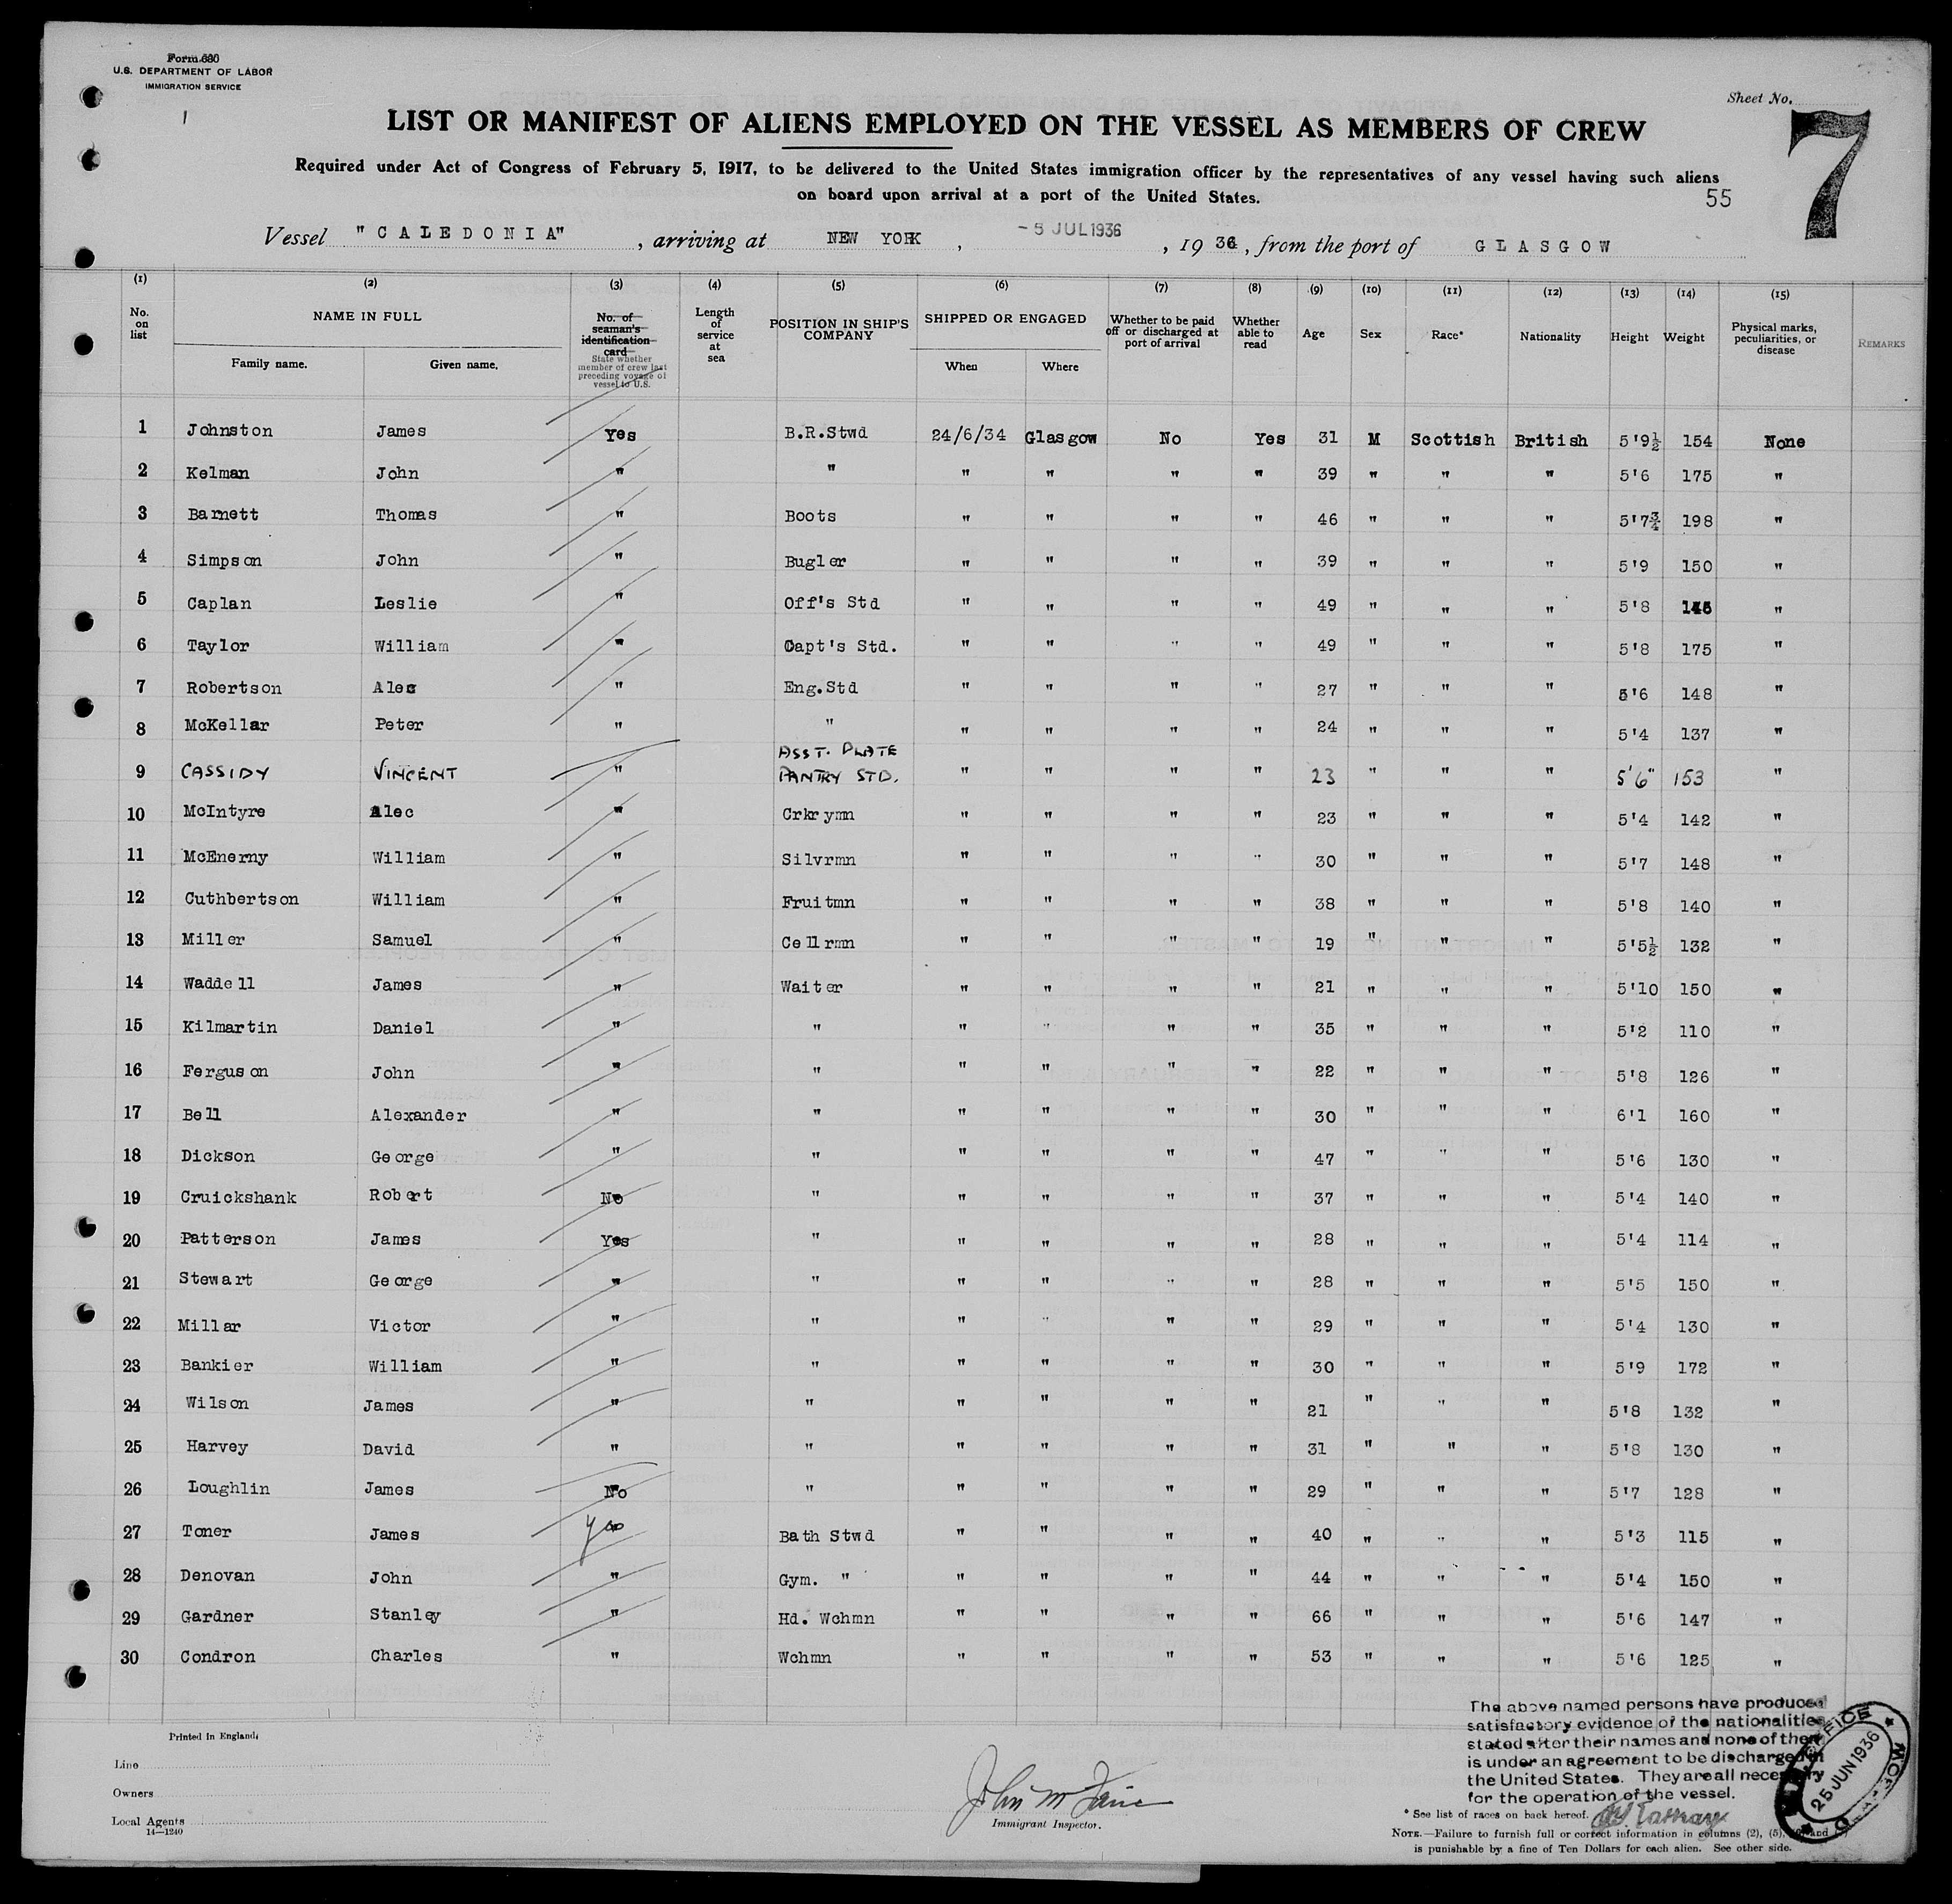 Form 680
U.S. DEPARTMENT OF LABOR
IMMIGRATION SERVICE
Sheet No.
7
LIST OR MANIFEST OF ALIENS EMPLOYED ON THE VESSEL AS MEMBERS OF CREW
Required under Act of Congress of February 5, 1917, to be delivered to the United States immigration officer by the representatives of any vessel having such aliens
on board upon arrival at a port of the United States.
55
Vessel "CALEDONIA", arriving at NEW YORK, -5 JUL 1936, 1936, from the port of GLASGOW
(1) (2) (3) (4) (5) (6) (7) (8) (9) (10) (11) (12) (13) (14) (15)
No. on list NAME IN FULL Family name. Given name. No. of seaman's identification card State whether member of crew last preceding voyage of vessel to U.S. Length of service at sea POSITION IN SHIP'S COMPANY SHIPPED OR ENGAGED When Where Whether to be paid off or discharged at port of arrival Whether able to read Age Sex Race* Nationality Height Weight Physical marks, peculiarities, or disease REMARKS
1 Johnston James Yes B.R.Stwd 24/6/34 Glasgow No Yes 31 M Scottish British 5'9½ 154 None
2 Kelman John " " " " " " 39 " " " 5'6 175 "
3 Barnett Thomas " Boots " " " " 46 " " " 5'7¾ 198 "
4 Simpson John " Bugler " " " " 39 " " " 5'9 150 "
5 Caplan Leslie " Off's Std " " " " 49 " " " 5'8 "
6 Taylor William " Capt's Std. " " " " 49 " " " 5'8 175 "
7 Robertson Alec " Eng.Std " " " " 27 " " " 5'6 148 "
8 McKellar Peter " " " " " " 24 " " " 5'4 137 "
9 CASSIDY VINCENT " ASST. PLATE PANTRY STD. " " " " 23 " " " 5'6" 153 "
10 McIntyre Alec " Crkrymn " " " " 23 " " " 5'4 142 "
11 McEnerny William " Silvrmn " " " " 30 " " " 5'7 148 "
12 Cuthbertson William " Fruitmn " " " " 38 " " " 5'8 140 "
13 Miller Samuel " Cellrmn " " " " 19 " " " 5'5½ 132 "
14 Waddell James " Waiter " " " " 21 " " " 5'10 150 "
15 Kilmartin Daniel " " " " " " 35 " " " 5'2 110 "
16 Ferguson John " " " " " " 22 " " " 5'8 126 "
17 Bell Alexander " " " " " " 30 " " " 6'1 160 "
18 Dickson George " " " " " " 47 " " " 5'6 130 "
19 Cruickshank Robert No " " " " " 37 " " " 5'4 140 "
20 Patterson James Yes " " " " " 28 " " " 5'4 114 "
21 Stewart George " " " " " " 28 " " " 5'5 150 "
22 Millar Victor " " " " " " 29 " " " 5'4 130 "
23 Bankier William " " " " " " 30 " " " 5'9 172 "
24 Wilson James " " " " " " 21 " " " 5'8 132 "
25 Harvey David " " " " " " 31 " " " 5'8 130 "
26 Loughlin James No " " " " " 29 " " " 5'7 128 "
27 Toner James yes Bath Stwd " " " " 40 " " " 5'3 115 "
28 Denovan John " Gym. " " " " " 44 " " " 5'4 150 "
29 Gardner Stanley " Hd. Wchmn " " " " 66 " " " 5'6 147 "
30 Condron Charles " Wchmn " " " " 53 " " " 5'6 125 "
The above named persons have produced
satisfactory evidence of the nationalities
stated after their names and none of them
is under an agreement to be discharged in
the United States. They are all necessary
for the operation of the vessel.
OFFICE
25 JUN 1936
Printed in England.
Line
Owners
Local Agents
14—1240
Immigrant Inspector.
* See list of races on back hereof.
NOTE.—Failure to furnish full or correct information in columns (2), (5), and
is punishable by a fine of Ten Dollars for each alien. See other side.